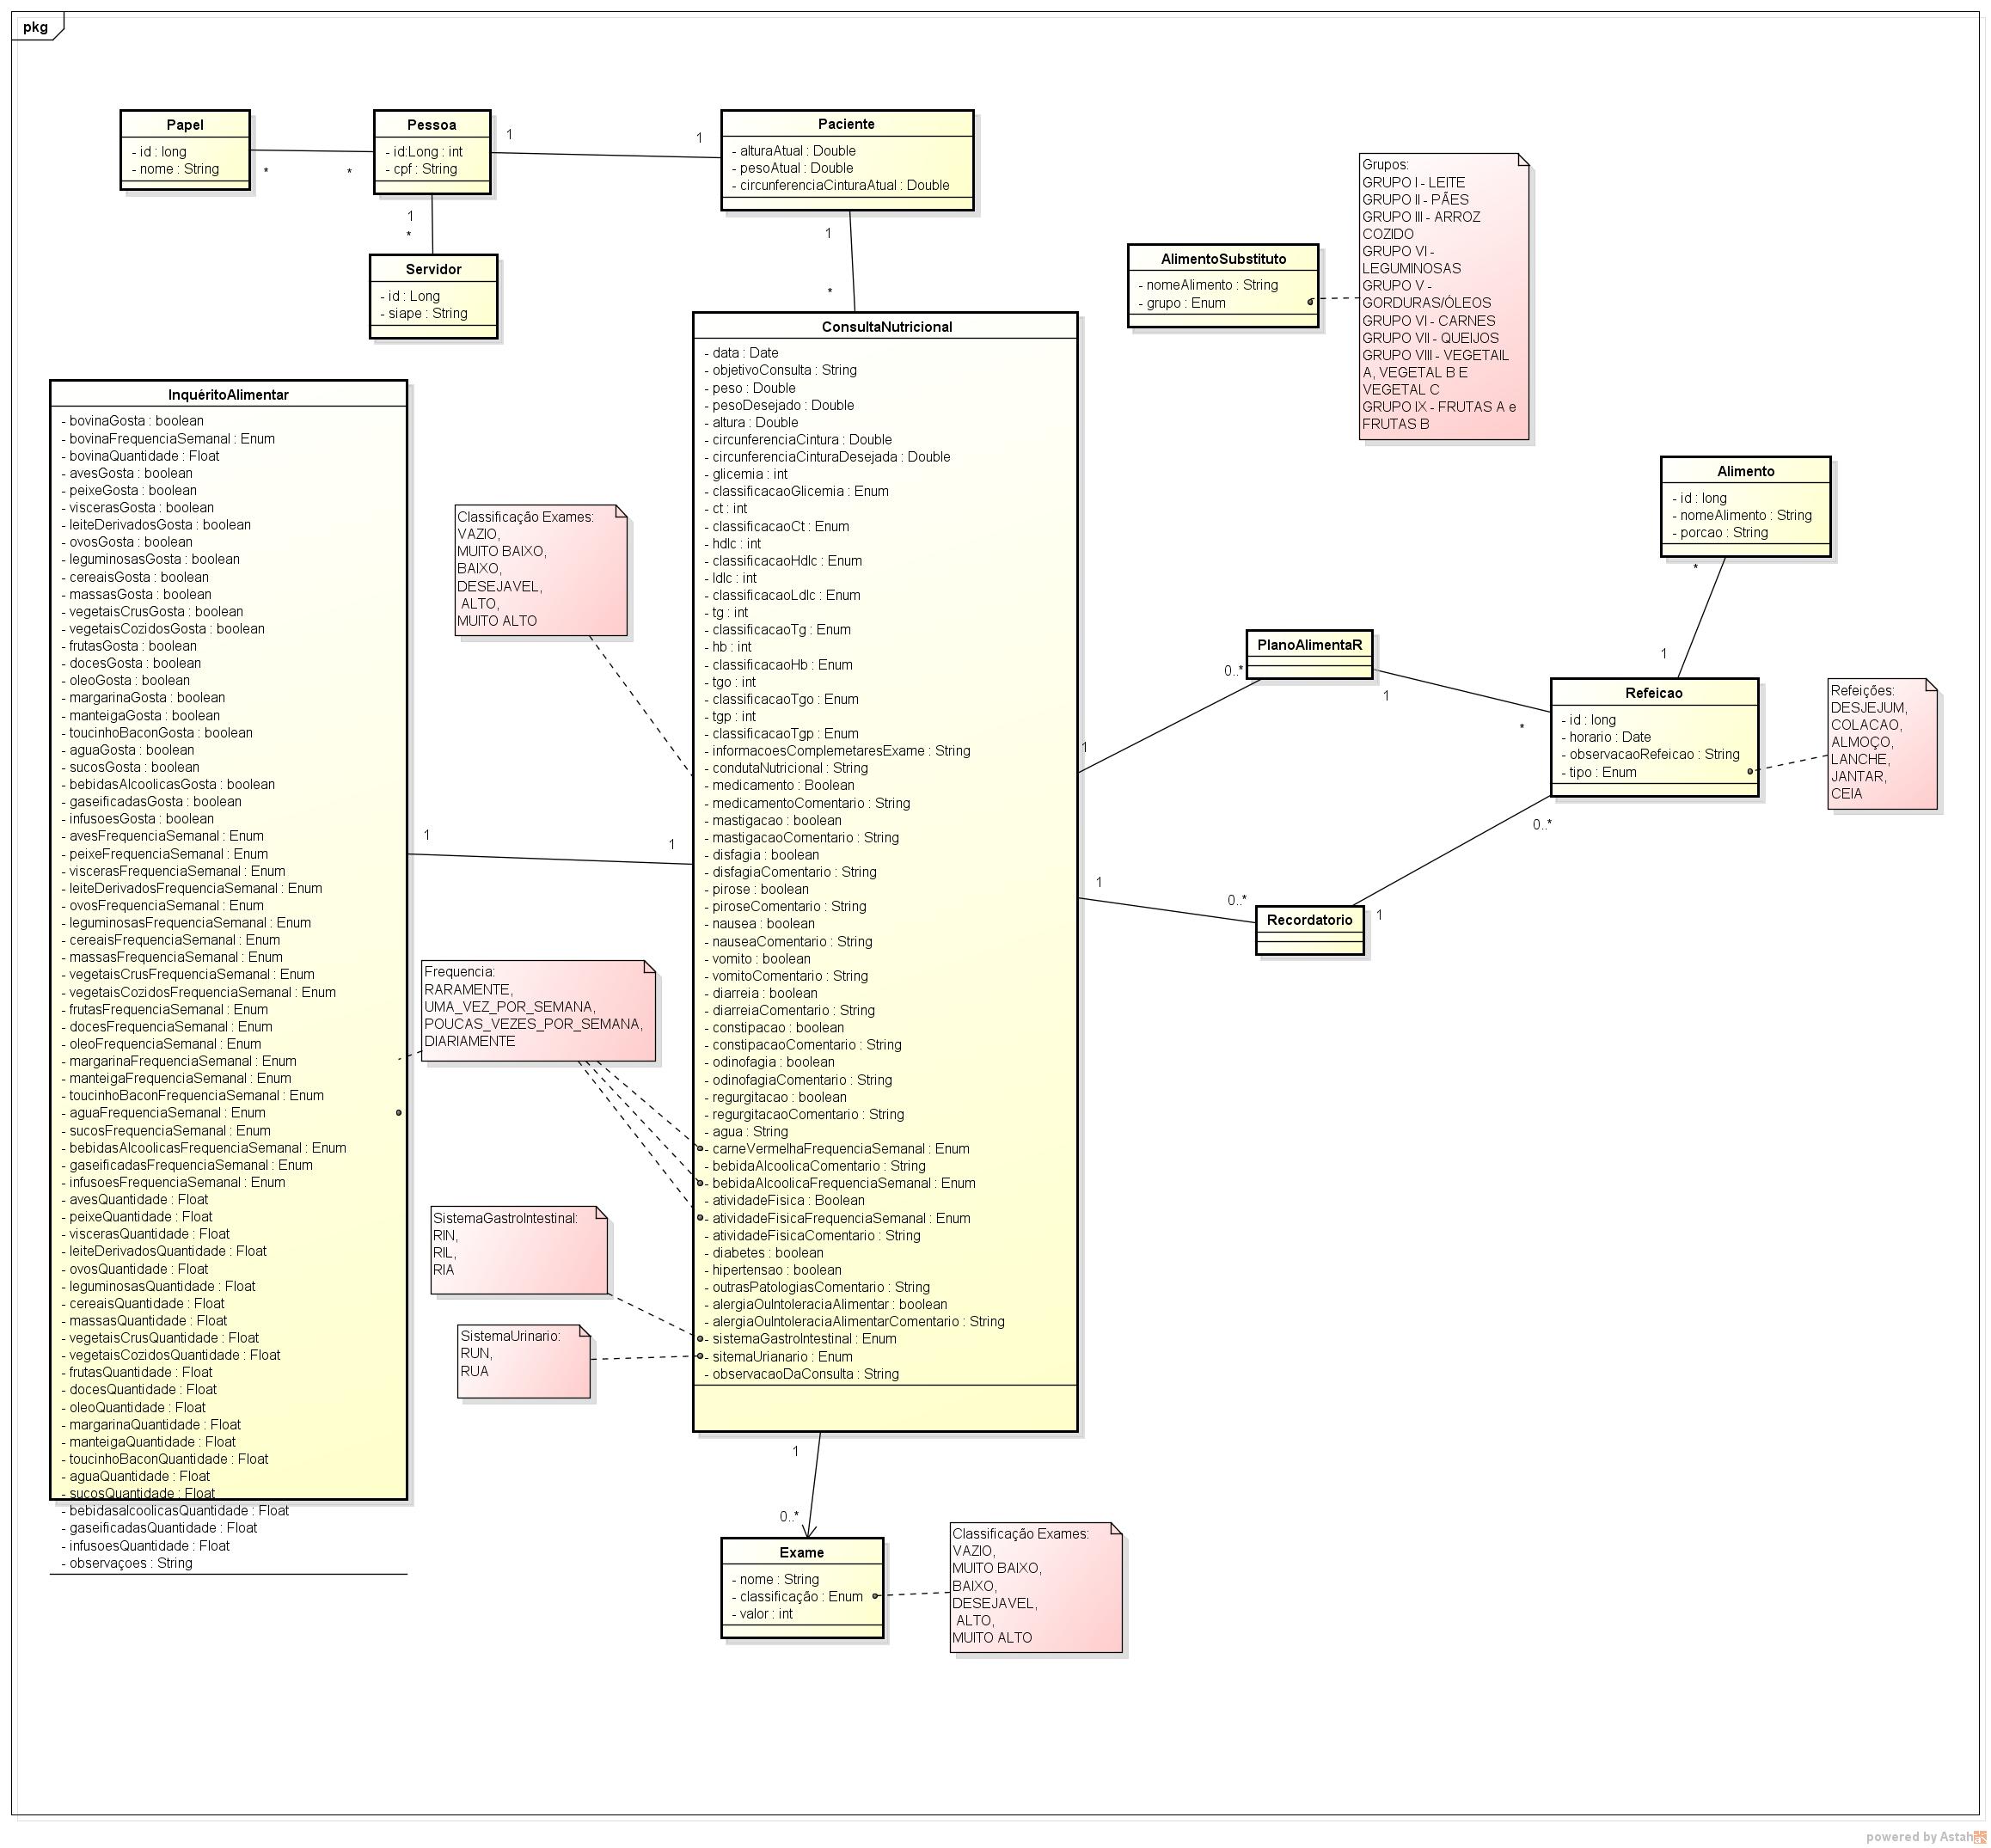 pkg
Papel
- id : long
- nome : String
*
*
Pessoa
- id:Long : int
- cpf : String
1
1
Paciente
- alturaAtual : Double
- pesoAtual : Double
- circunferenciaCinturaAtual : Double
1
*
Servidor
- id : Long
- siape : String
1
*
AlimentoSubstituto
- nomeAlimento : String
- grupo : Enum
Grupos:
GRUPO I - LEITE
GRUPO II - PÃES
GRUPO III - ARROZ
COZIDO
GRUPO VI -
LEGUMINOSAS
GRUPO V -
GORDURAS/ÓLEOS
GRUPO VI - CARNES
GRUPO VII - QUEIJOS
GRUPO VIII - VEGETAIL
A, VEGETAL B E
VEGETAL C
GRUPO IX - FRUTAS A e
FRUTAS B
InquéritoAlimentar
- bovinaGosta : boolean
- bovinaFrequenciaSemanal : Enum
- bovinaQuantidade : Float
- avesGosta : boolean
- peixeGosta : boolean
- viscerasGosta : boolean
- leiteDerivadosGosta : boolean
- ovosGosta : boolean
- leguminosasGosta : boolean
- cereaisGosta : boolean
- massasGosta : boolean
- vegetaisCrusGosta : boolean
- vegetaisCozidosGosta : boolean
- frutasGosta : boolean
- docesGosta : boolean
- oleoGosta : boolean
- margarinaGosta : boolean
- manteigaGosta : boolean
- toucinhoBaconGosta : boolean
- aguaGosta : boolean
- sucosGosta : boolean
- bebidasAlcoolicasGosta : boolean
- gaseificadasGosta : boolean
- infusoesGosta : boolean
- avesFrequenciaSemanal : Enum
- peixeFrequenciaSemanal : Enum
- viscerasFrequenciaSemanal : Enum
- leiteDerivadosFrequenciaSemanal : Enum
- ovosFrequenciaSemanal : Enum
- leguminosasFrequenciaSemanal : Enum
- cereaisFrequenciaSemanal : Enum
- massasFrequenciaSemanal : Enum
- vegetaisCrusFrequenciaSemanal : Enum
- vegetaisCozidosFrequenciaSemanal : Enum
- frutasFrequenciaSemanal : Enum
- docesFrequenciaSemanal : Enum
- oleoFrequenciaSemanal : Enum
- margarinaFrequenciaSemanal : Enum
- manteigaFrequenciaSemanal : Enum
- toucinhoBaconFrequenciaSemanal : Enum
- aguaFrequenciaSemanal : Enum
- sucosFrequenciaSemanal : Enum
- bebidasAlcoolicasFrequenciaSemanal : Enum
- gaseificadasFrequenciaSemanal : Enum
- infusoesFrequenciaSemanal : Enum
- avesQuantidade : Float
- peixeQuantidade : Float
- viscerasQuantidade : Float
- leiteDerivadosQuantidade : Float
- ovosQuantidade : Float
- leguminosasQuantidade : Float
- cereaisQuantidade : Float
- massasQuantidade : Float
- vegetaisCrusQuantidade : Float
- vegetaisCozidosQuantidade : Float
- frutasQuantidade : Float
- docesQuantidade : Float
- oleoQuantidade : Float
- margarinaQuantidade : Float
- manteigaQuantidade : Float
- toucinhoBaconQuantidade : Float
- aguaQuantidade : Float
- sucosQuantidade : Float
- bebidasalcoolicasQuantidade : Float
- gaseificadasQuantidade : Float
- infusoesQuantidade : Float
- observaçoes : String
1
1
Classificação Exames:
VAZIO,
MUITO BAIXO,
BAIXO,
DESEJAVEL,
ALTO,
MUITO ALTO
Frequencia:
RARAMENTE,
UMA_VEZ_POR_SEMANA,
POUCAS_VEZES_POR_SEMANA,
DIARIAMENTE
SistemaGastroIntestinal:
RIN,
RIL,
RIA
SistemaUrinario:
RUN,
RUA
ConsultaNutricional
- data : Date
- objetivoConsulta : String
- peso : Double
- pesoDesejado : Double
- altura : Double
- circunferenciaCintura : Double
- circunferenciaCinturaDesejada : Double
- glicemia : int
- classificacaoGlicemia : Enum
- ct : int
- classificacaoCt : Enum
- hdlc : int
- classificacaoHdlc : Enum
- ldlc : int
- classificacaoLdlc : Enum
- tg : int
- classificacaoTg : Enum
- hb : int
- classificacaoHb : Enum
- tgo : int
- classificacaoTgo : Enum
- tgp : int
- classificacaoTgp : Enum
- informacoesComplemetaresExame : String
- condutaNutricional : String
- medicamento : Boolean
- medicamentoComentario : String
- mastigacao : boolean
- mastigacaoComentario : String
- disfagia : boolean
- disfagiaComentario : String
- pirose : boolean
- piroseComentario : String
- nausea : boolean
- nauseaComentario : String
- vomito : boolean
- vomitoComentario : String
- diarreia : boolean
- diarreiaComentario : String
- constipacao : boolean
- constipacaoComentario : String
- odinofagia : boolean
- odinofagiaComentario : String
- regurgitacao : boolean
- regurgitacaoComentario : String
- agua : String
- carneVermelhaFrequenciaSemanal : Enum
- bebidaAlcoolicaComentario : String
- bebidaAlcoolicaFrequenciaSemanal : Enum
- atividadeFisica : Boolean
- atividadeFisicaFrequenciaSemanal : Enum
- atividadeFisicaComentario : String
- diabetes : boolean
- hipertensao : boolean
- outrasPatologiasComentario : String
- alergiaOuIntoleraciaAlimentar : boolean
- alergiaOuIntoleraciaAlimentarComentario : String
- sistemaGastroIntestinal : Enum
- sitemaUrianario : Enum
- observacaoDaConsulta : String
1
0..*
PlanoAlimentaR
1
*
Alimento
- id : long
- nomeAlimento : String
- porcao : String
*
1
Refeicao
- id : long
- horario : Date
- observacaoRefeicao : String
- tipo : Enum
Refeições:
DESJEJUM,
COLACAO,
ALMOÇO,
LANCHE,
JANTAR,
CEIA
0..*
1
0..*
Recordatorio
1
1
0..*
Exame
- nome : String
- classificação : Enum
- valor : int
Classificação Exames:
VAZIO,
MUITO BAIXO,
BAIXO,
DESEJAVEL,
ALTO,
MUITO ALTO
powered by Astah